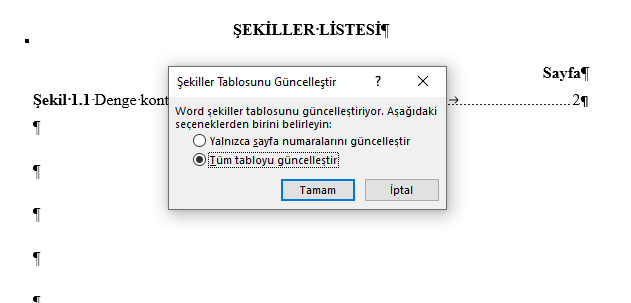 ŞEKİLLER·LİSTESİ¶
Sayfa¶
Şekil·1.1·Denge·kont
→.............................2¶
¶
¶
¶
¶
¶
Şekiller Tablosunu Güncelleştir ? ×
Word şekiller tablosunu güncelleştiriyor. Aşağıdaki
seçeneklerden birini belirleyin:
Yalnızca sayfa numaralarını güncelleştir
Tüm tabloyu güncelleştir
Tamam İptal